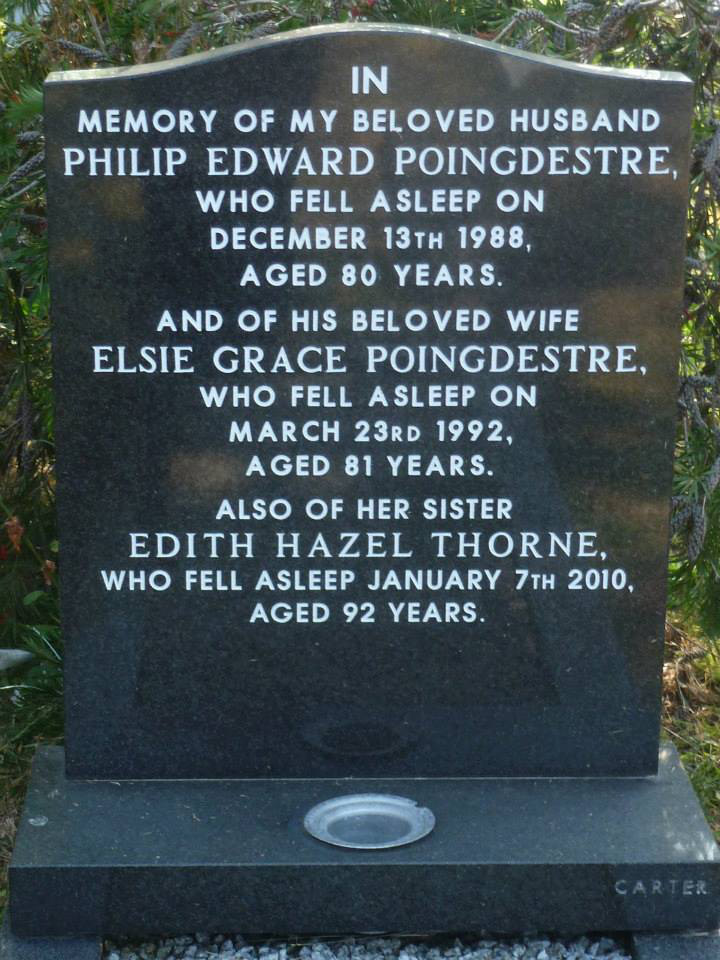 IN
MEMORY OF MY BELOVED HUSBAND
PHILIP EDWARD POINGDESTRE,
WHO FELL ASLEEP ON
DECEMBER 13TH 1988,
AGED 80 YEARS.
AND OF HIS BELOVED WIFE
ELSIE GRACE POINGDESTRE,
WHO FELL ASLEEP ON
MARCH 23RD 1992,
AGED 81 YEARS.
ALSO OF HER SISTER
EDITH HAZEL THORNE,
WHO FELL ASLEEP JANUARY 7TH 2010,
AGED 92 YEARS.
CARTER